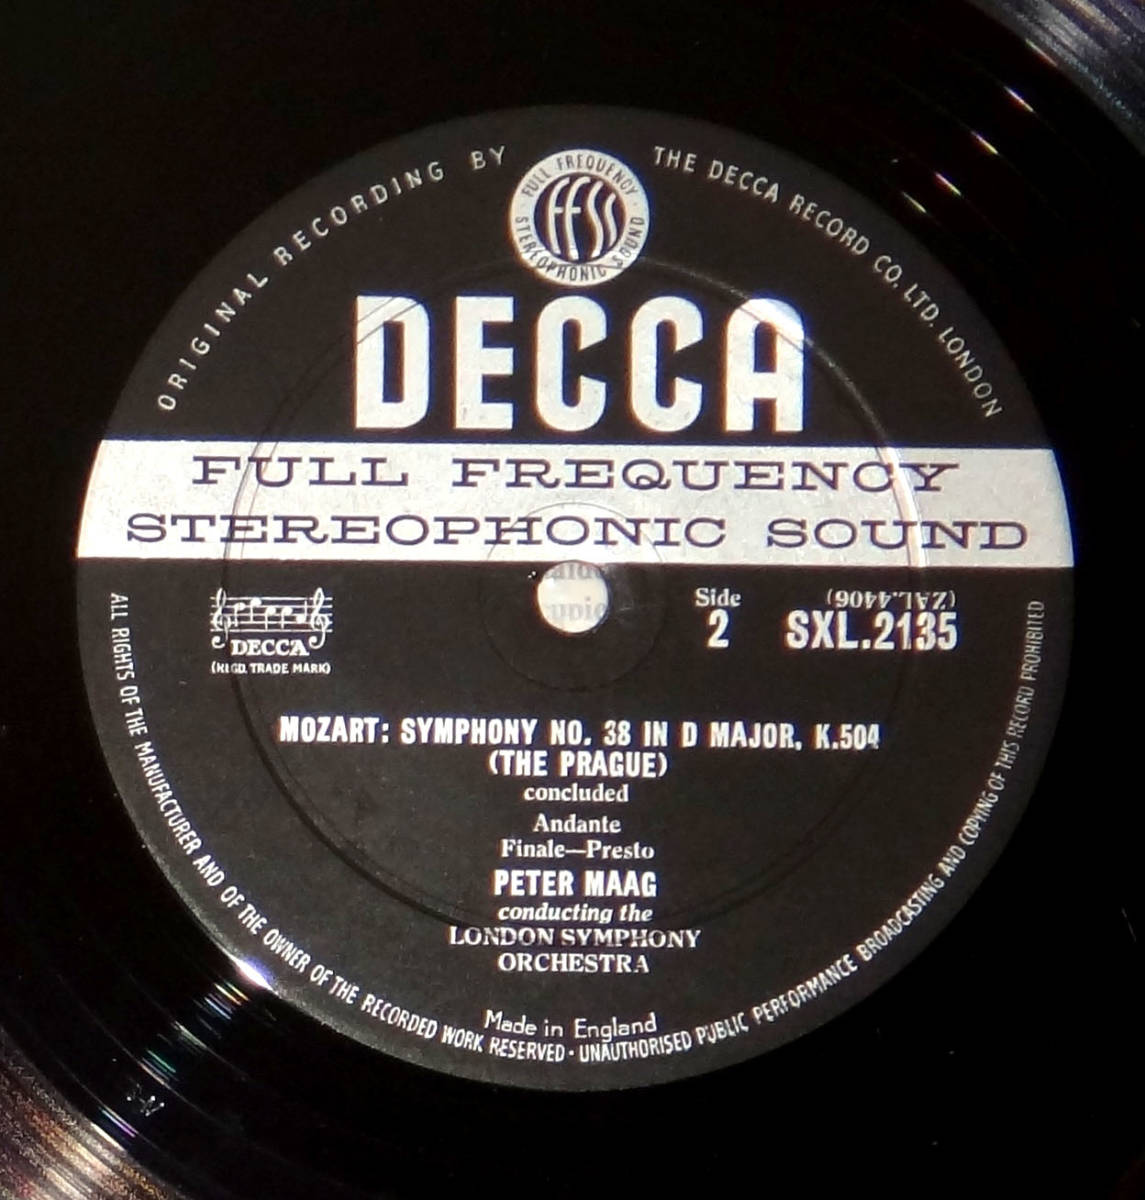 ORIGINAL RECORDING BY THE DECCA RECORD CO. LTD. LONDON
FULL FREQUENCY
ffss
STEREOPHONIC SOUND
DECCA
FULL FREQUENCY
STEREOPHONIC SOUND
DECCA
(REGD. TRADE MARK)
Side
2
(ZAL.4406)
SXL.2135
MOZART: SYMPHONY NO. 38 IN D MAJOR, K.504
(THE PRAGUE)
concluded
Andante
Finale—Presto
PETER MAAG
conducting the
LONDON SYMPHONY
ORCHESTRA
Made in England
ALL RIGHTS OF THE MANUFACTURER AND OF THE OWNER OF THE RECORDED WORK RESERVED · UNAUTHORISED PUBLIC PERFORMANCE BROADCASTING AND COPYING OF THIS RECORD PROHIBITED